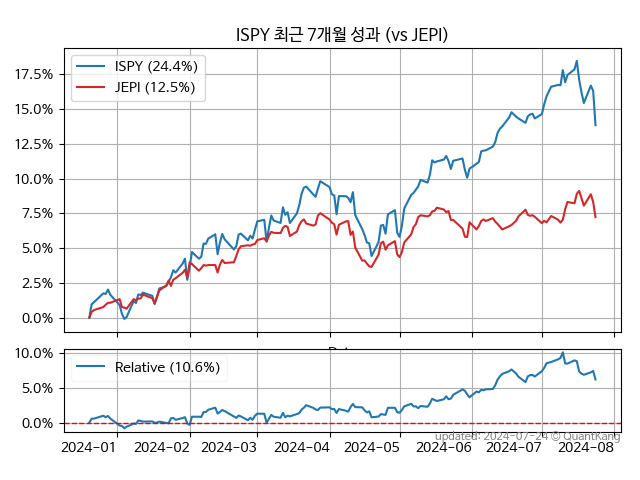 ISPY 최근 7개월 성과 (vs JEPI)
ISPY (24.4%)
JEPI (12.5%)
17.5%
15.0%
12.5%
10.0%
7.5%
5.0%
2.5%
0.0%
Relative (10.6%)
10.0%
5.0%
0.0%
updated: 2024-07-24 © QuantKang
2024-01 2024-02 2024-03 2024-04 2024-05 2024-06 2024-07 2024-08